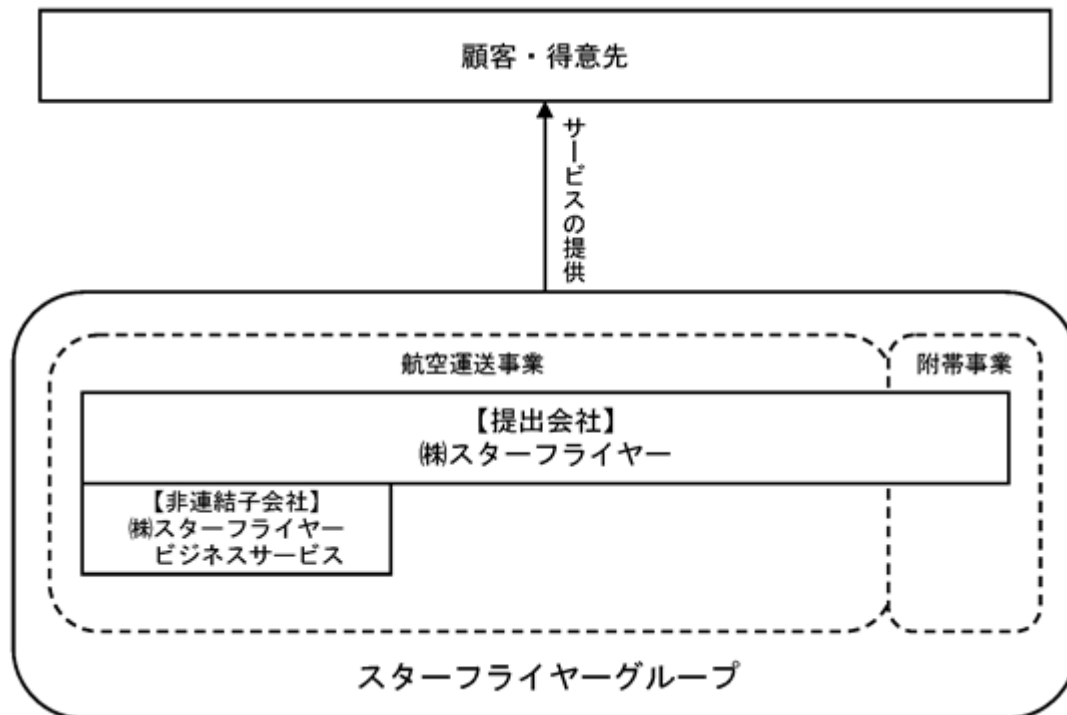 顧客・得意先
サービスの提供
航空運送事業
附帯事業
【提出会社】
㈱スターフライヤー
【非連結子会社】
㈱スターフライヤー
ビジネスサービス
スターフライヤーグループ